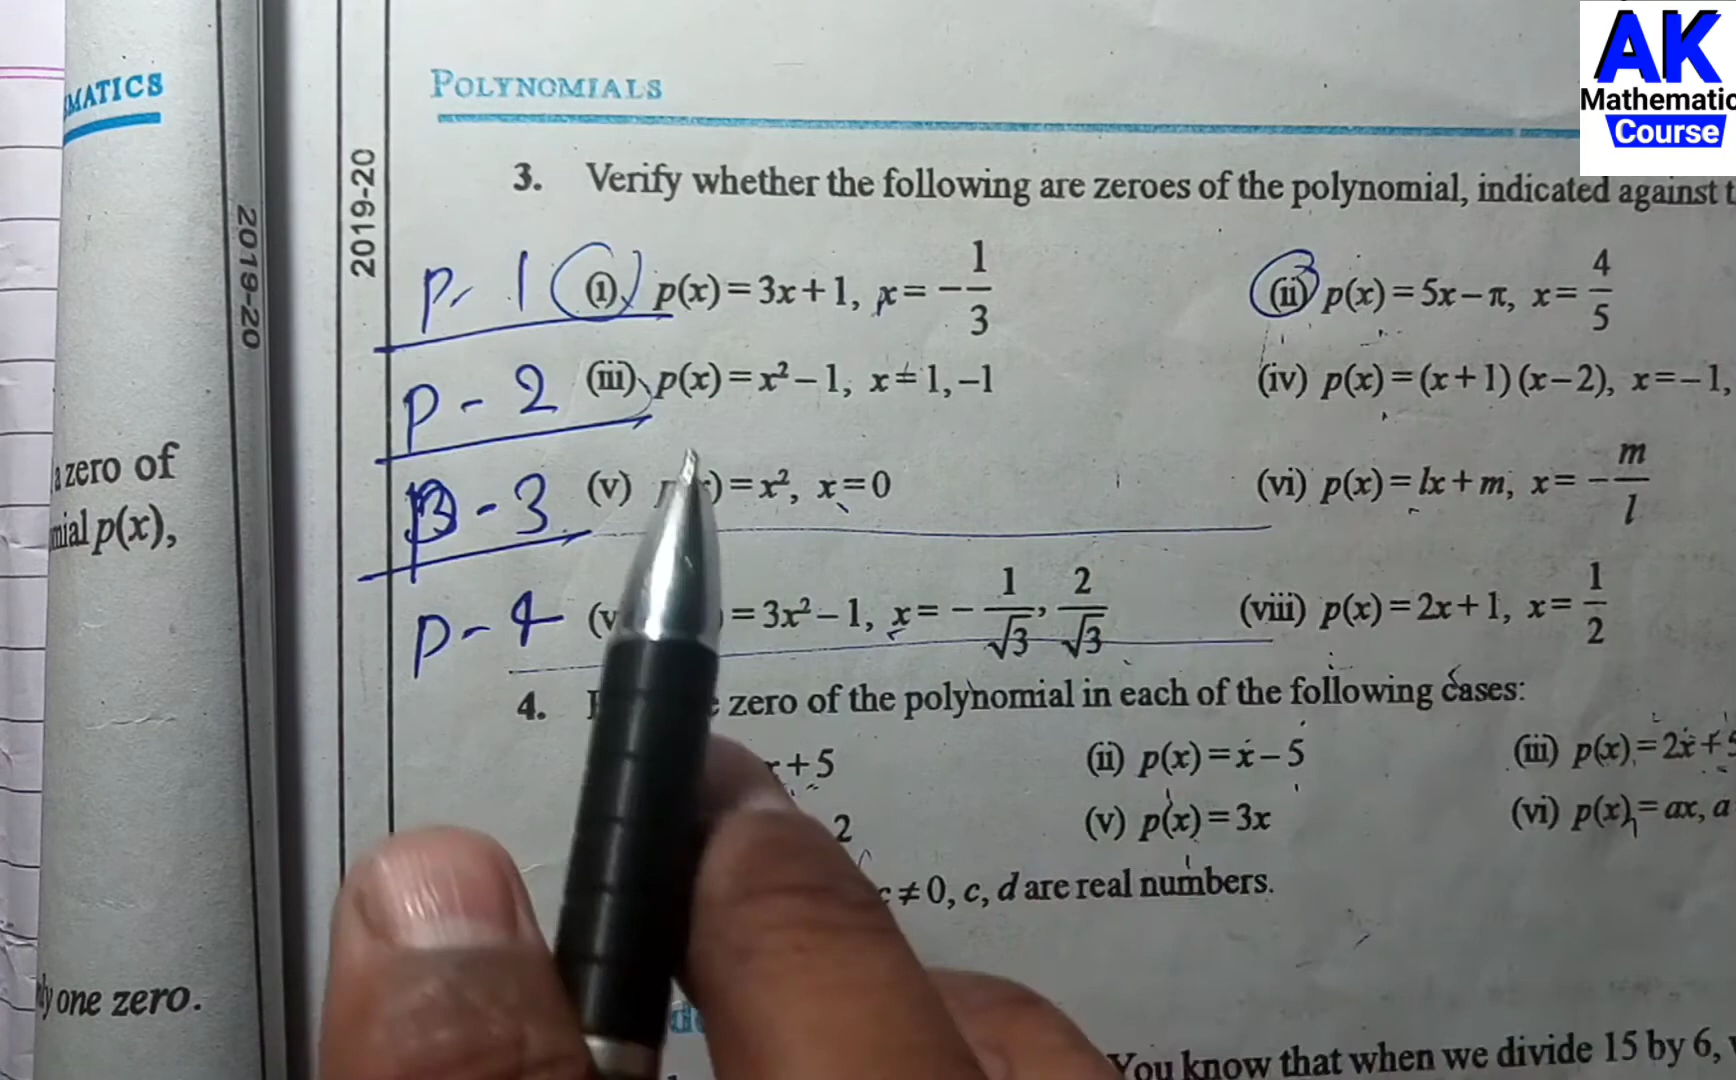 AK
Mathematic
Course
MATICS
2019-20
a zero of
mial p(x),
ly one zero.
2019-20
POLYNOMIALS
3. Verify whether the following are zeroes of the polynomial, indicated against t
P- 1 (i) p(x) = 3x + 1, x = -1/3 (ii) p(x) = 5x – π, x = 4/5
P - 2 (iii) p(x) = x² – 1, x = 1, –1 (iv) p(x) = (x + 1) (x – 2), x = – 1,
P - 3 (v) = x², x = 0 (vi) p(x) = lx + m, x = -m/l
P - 4 = 3x² – 1, x = -1/√3, 2/√3 (viii) p(x) = 2x + 1, x = 1/2
4. zero of the polynomial in each of the following cases:
x + 5 (ii) p(x) = x – 5 (iii) p(x) = 2x + 5
2 (v) p(x) = 3x (vi) p(x) = ax, a
c ≠ 0, c, d are real numbers.
You know that when we divide 15 by 6,